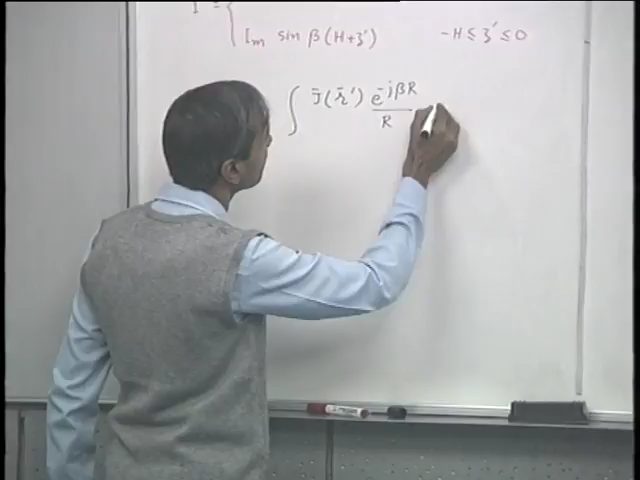 I = {
I_m sin β(H+z′)    -H ≤ z′ ≤ 0
∫ J̄(r̄′) e^{-jβR} / R